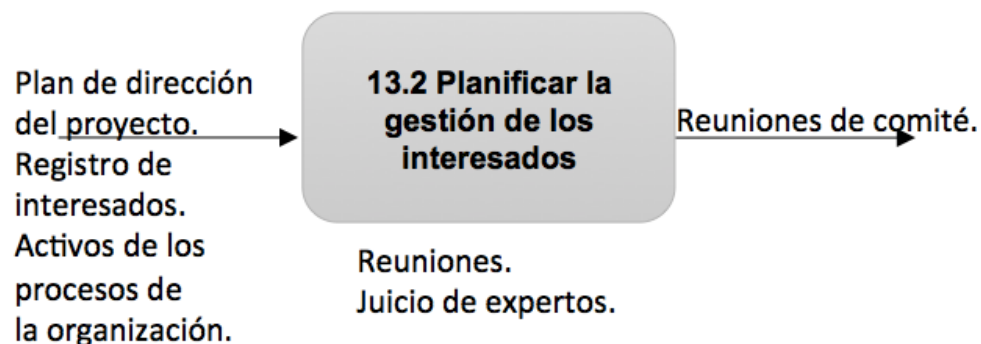 Plan de dirección
del proyecto.
Registro de
interesados.
Activos de los
procesos de
la organización.
13.2 Planificar la
gestión de los
interesados
Reuniones.
Juicio de expertos.
Reuniones de comité.